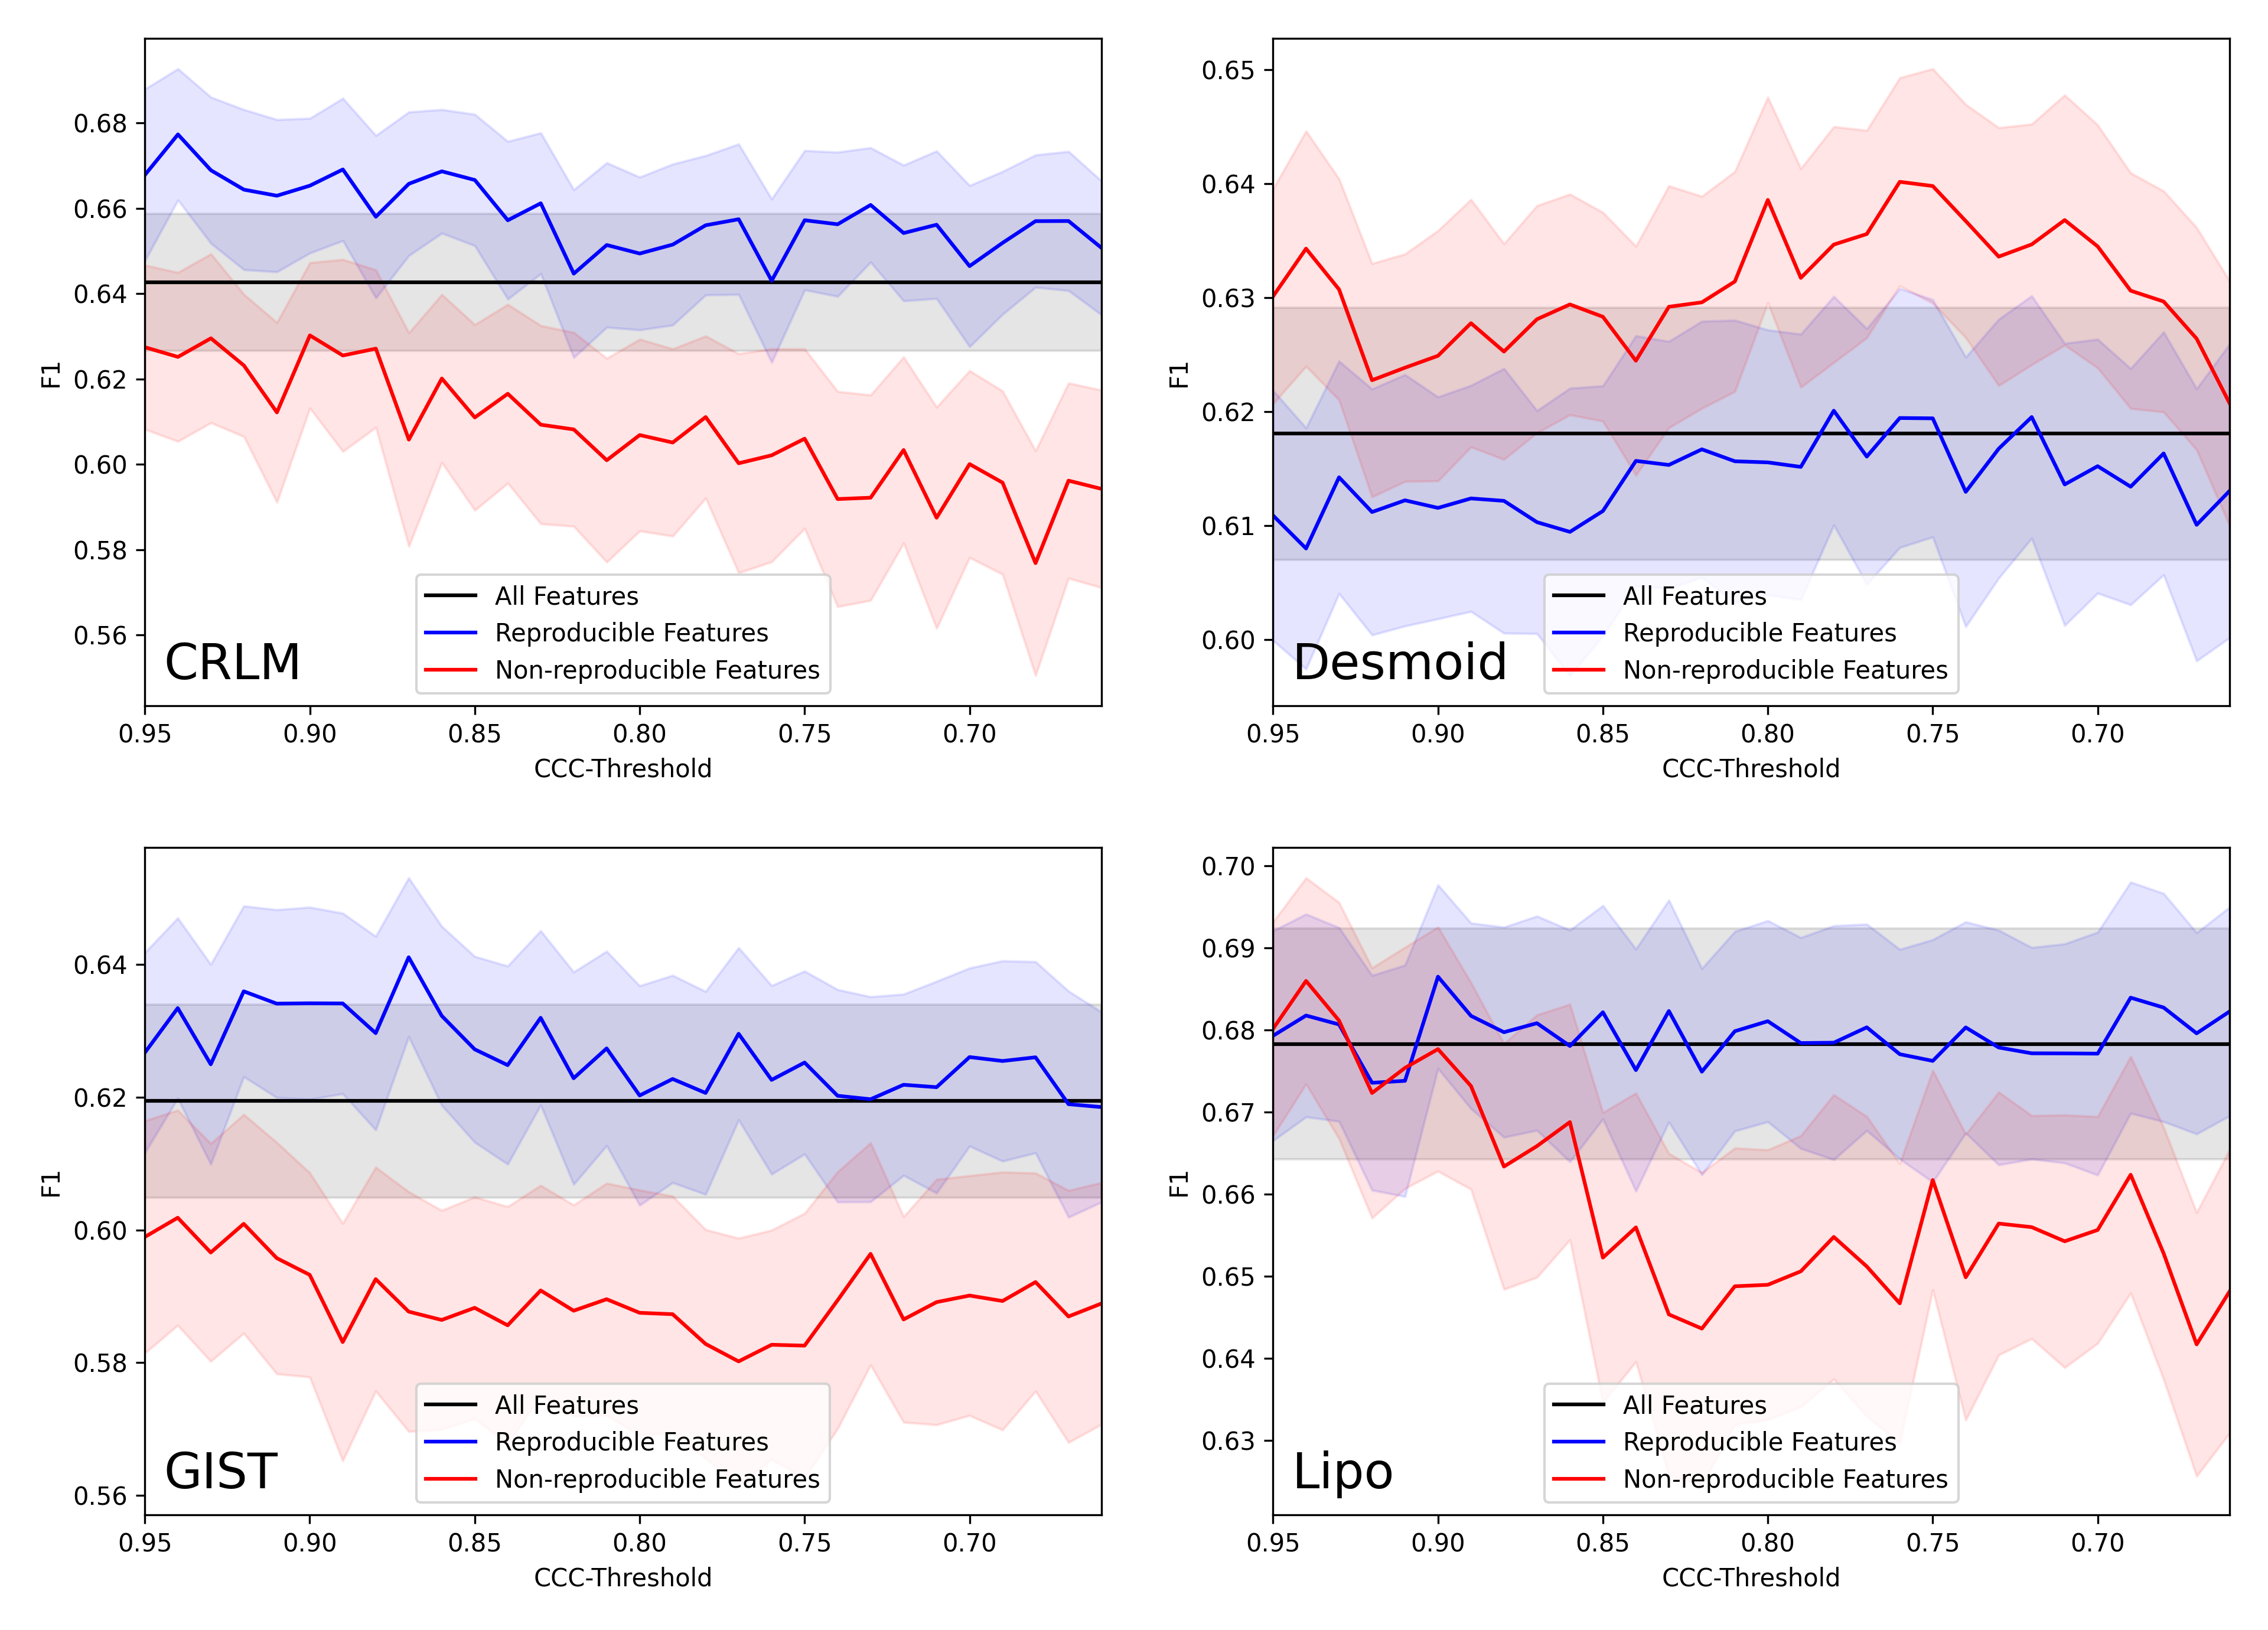 0.68
0.66
0.64
0.62
0.60
0.58
0.56
F1
All Features
Reproducible Features
Non-reproducible Features
CRLM
0.95 0.90 0.85 0.80 0.75 0.70
CCC-Threshold
0.65
0.64
0.63
0.62
0.61
0.60
F1
All Features
Reproducible Features
Non-reproducible Features
Desmoid
0.95 0.90 0.85 0.80 0.75 0.70
CCC-Threshold
0.64
0.62
0.60
0.58
0.56
F1
All Features
Reproducible Features
Non-reproducible Features
GIST
0.95 0.90 0.85 0.80 0.75 0.70
CCC-Threshold
0.70
0.69
0.68
0.67
0.66
0.65
0.64
0.63
F1
All Features
Reproducible Features
Non-reproducible Features
Lipo
0.95 0.90 0.85 0.80 0.75 0.70
CCC-Threshold